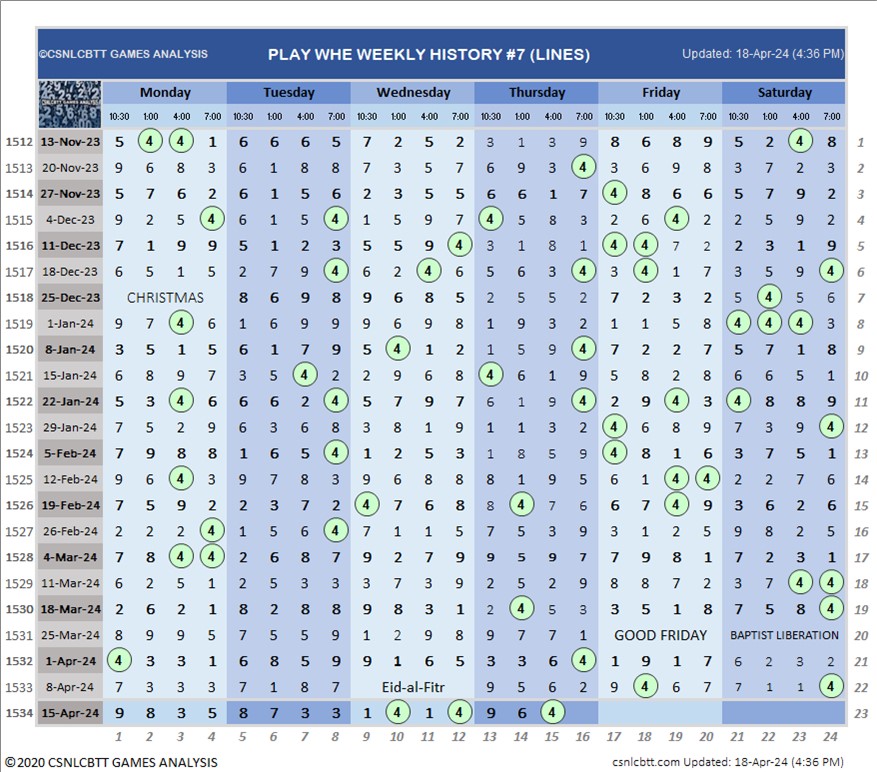 ©CSNLCBTT GAMES ANALYSIS PLAY WHE WEEKLY HISTORY #7 (LINES) Updated: 18-Apr-24 (4:36 PM)
CSNLCBTT GAMES ANALYSIS Monday Tuesday Wednesday Thursday Friday Saturday
10:30 1:00 4:00 7:00 10:30 1:00 4:00 7:00 10:30 1:00 4:00 7:00 10:30 1:00 4:00 7:00 10:30 1:00 4:00 7:00 10:30 1:00 4:00 7:00
1512 13-Nov-23 5 4 4 1 6 6 6 5 7 2 5 2 3 1 3 9 8 6 8 9 5 2 4 8 1
1513 20-Nov-23 9 6 8 3 6 1 8 8 7 3 5 7 6 9 3 4 3 6 9 8 3 7 2 3 2
1514 27-Nov-23 5 7 6 2 6 1 5 6 2 3 5 5 6 6 1 7 4 8 6 6 5 7 9 2 3
1515 4-Dec-23 9 2 5 4 6 1 5 4 1 5 9 7 4 5 8 3 2 6 4 2 2 5 9 2 4
1516 11-Dec-23 7 1 9 9 5 1 2 3 5 5 9 4 3 1 8 1 4 4 7 2 2 3 1 9 5
1517 18-Dec-23 6 5 1 5 2 7 9 4 6 2 4 6 5 6 3 4 3 4 1 7 3 5 9 4 6
1518 25-Dec-23 CHRISTMAS 8 6 9 8 9 6 8 5 2 5 5 2 7 2 3 2 5 4 5 6 7
1519 1-Jan-24 9 7 4 6 1 6 9 9 9 6 9 8 1 9 3 2 1 1 5 8 4 4 4 3 8
1520 8-Jan-24 3 5 1 5 6 1 7 9 5 4 1 2 1 5 9 4 7 2 2 7 5 7 1 8 9
1521 15-Jan-24 6 8 9 7 3 5 4 2 2 9 6 8 4 6 1 9 5 8 2 8 6 6 5 1 10
1522 22-Jan-24 5 3 4 6 6 6 2 4 5 7 9 7 6 1 9 4 2 9 4 3 4 8 8 9 11
1523 29-Jan-24 7 5 2 9 6 3 6 8 3 8 1 9 1 1 3 2 4 6 8 9 7 3 9 4 12
1524 5-Feb-24 7 9 8 8 1 6 5 4 1 2 5 3 1 8 5 9 4 8 1 6 3 7 5 1 13
1525 12-Feb-24 9 6 4 3 9 7 8 3 9 6 8 8 8 1 9 5 6 1 4 4 2 2 7 6 14
1526 19-Feb-24 7 5 9 2 2 3 7 2 4 7 6 8 1 4 7 6 6 7 4 9 3 6 2 6 15
1527 26-Feb-24 2 2 2 4 1 5 6 4 7 1 1 5 7 5 3 9 3 1 6 2 9 8 2 5 16
1528 4-Mar-24 7 8 4 4 2 6 8 7 9 2 7 9 9 5 9 7 7 9 8 1 7 2 3 1 17
1529 11-Mar-24 6 2 5 1 2 5 3 3 3 7 3 9 2 5 2 9 8 8 7 2 3 7 4 4 18
1530 18-Mar-24 2 6 2 1 8 2 8 8 9 8 3 1 2 4 5 3 3 5 1 8 7 5 8 4 19
1531 25-Mar-24 8 9 9 5 7 5 5 9 1 2 9 8 9 7 7 1 GOOD FRIDAY BAPTIST LIBERATION 20
1532 1-Apr-24 4 3 3 1 6 8 5 9 9 1 6 5 3 3 6 4 1 9 1 7 6 2 3 2 21
1533 8-Apr-24 7 3 3 3 7 1 8 7 Eid-al-Fitr 9 5 6 2 9 4 6 7 7 1 1 4 22
1534 15-Apr-24 9 8 3 5 8 7 3 3 1 4 1 4 9 6 4 23
1 2 3 4 5 6 7 8 9 10 11 12 13 14 15 16 17 18 19 20 21 22 23 24
©2020 CSNLCBTT GAMES ANALYSIS csnlcbtt.com Updated: 18-Apr-24 (4:36 PM)